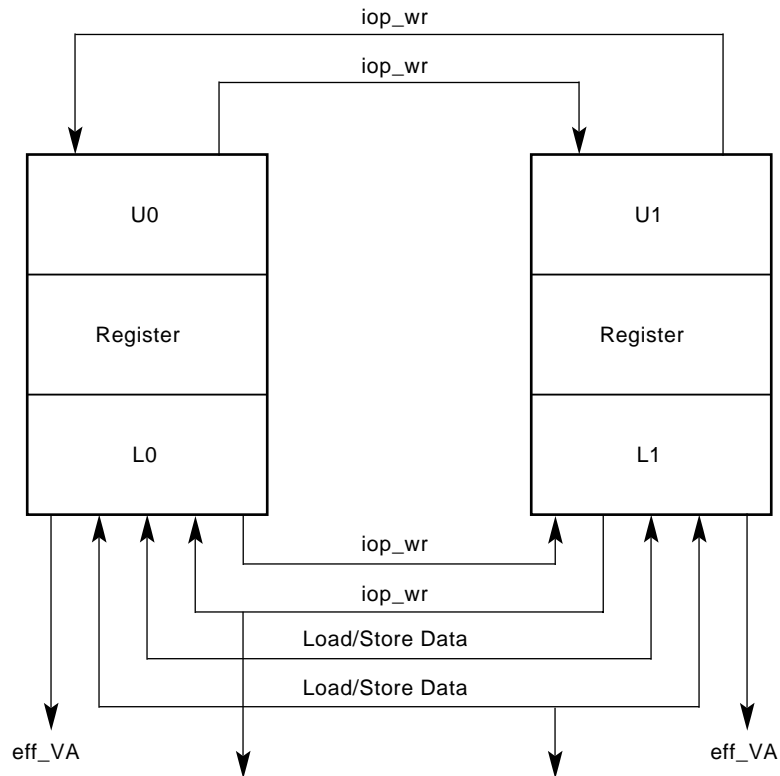 iop_wr
iop_wr
U0
U1
Register
Register
L0
L1
iop_wr
iop_wr
Load/Store Data
Load/Store Data
eff_VA
eff_VA